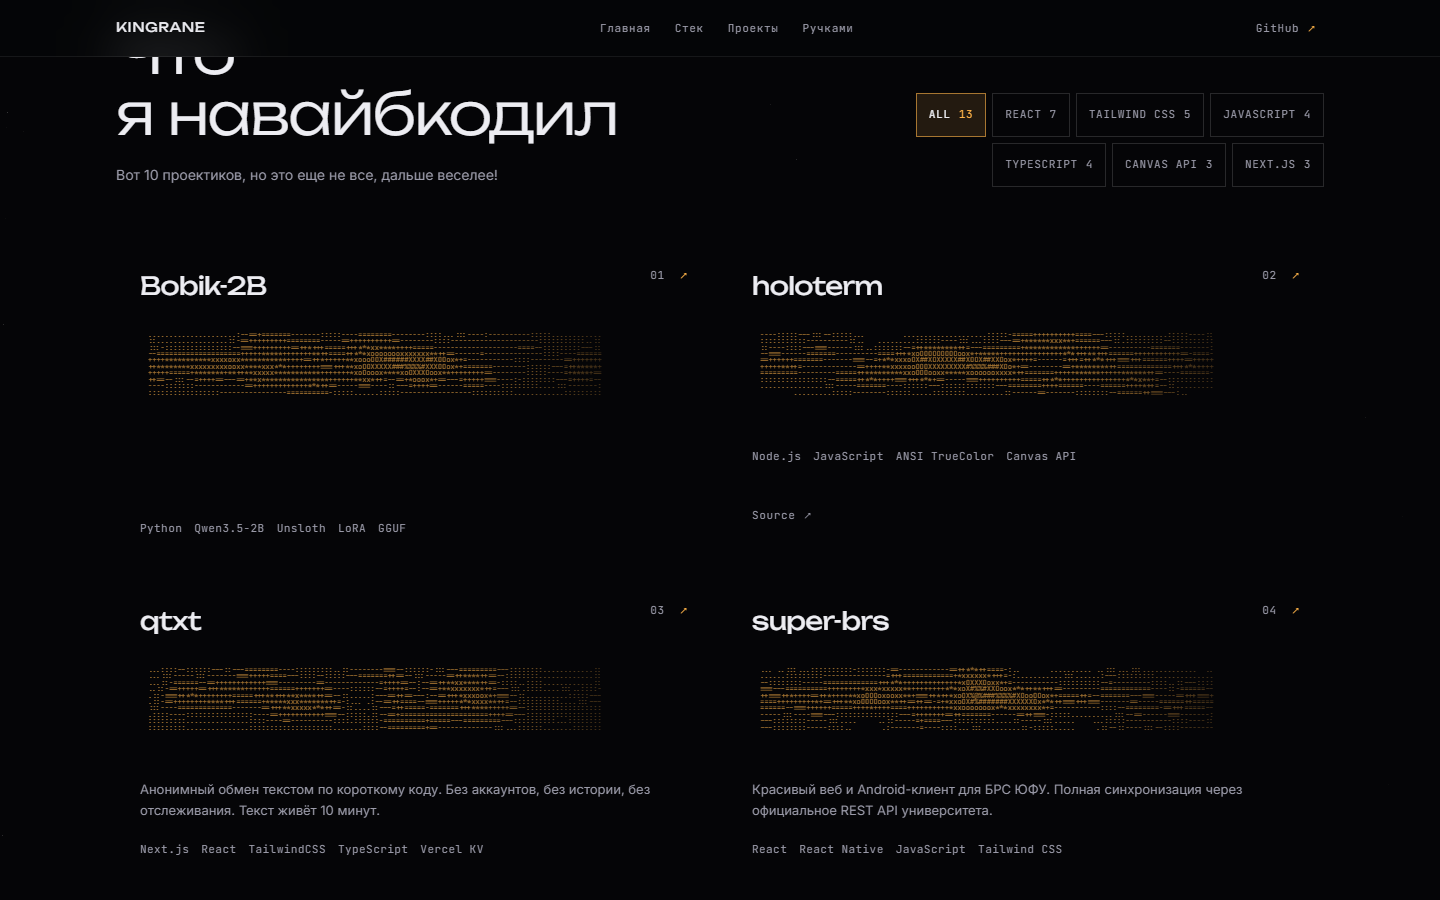 KINGRANE
Главная Стек Проекты Ручками
GitHub ↗
Что
я навайбкодил
Вот 10 проектиков, но это еще не все, дальше веселее!
ALL 13 REACT 7 TAILWIND CSS 5 JAVASCRIPT 4
TYPESCRIPT 4 CANVAS API 3 NEXT.JS 3
Bobik-2B
01 ↗
Python Qwen3.5-2B Unsloth LoRA GGUF
holoterm
02 ↗
Node.js JavaScript ANSI TrueColor Canvas API
Source ↗
qtxt
03 ↗
Анонимный обмен текстом по короткому коду. Без аккаунтов, без истории, без
отслеживания. Текст живёт 10 минут.
Next.js React TailwindCSS TypeScript Vercel KV
super-brs
04 ↗
Красивый веб и Android-клиент для БРС ЮФУ. Полная синхронизация через
официальное REST API университета.
React React Native JavaScript Tailwind CSS